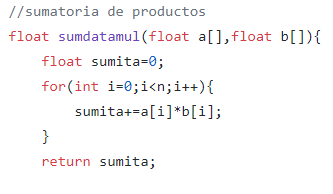 //sumatoria de productos
float sumdatamul(float a[],float b[]){
    float sumita=0;
    for(int i=0;i<n;i++){
        sumita+=a[i]*b[i];
    }
    return sumita;